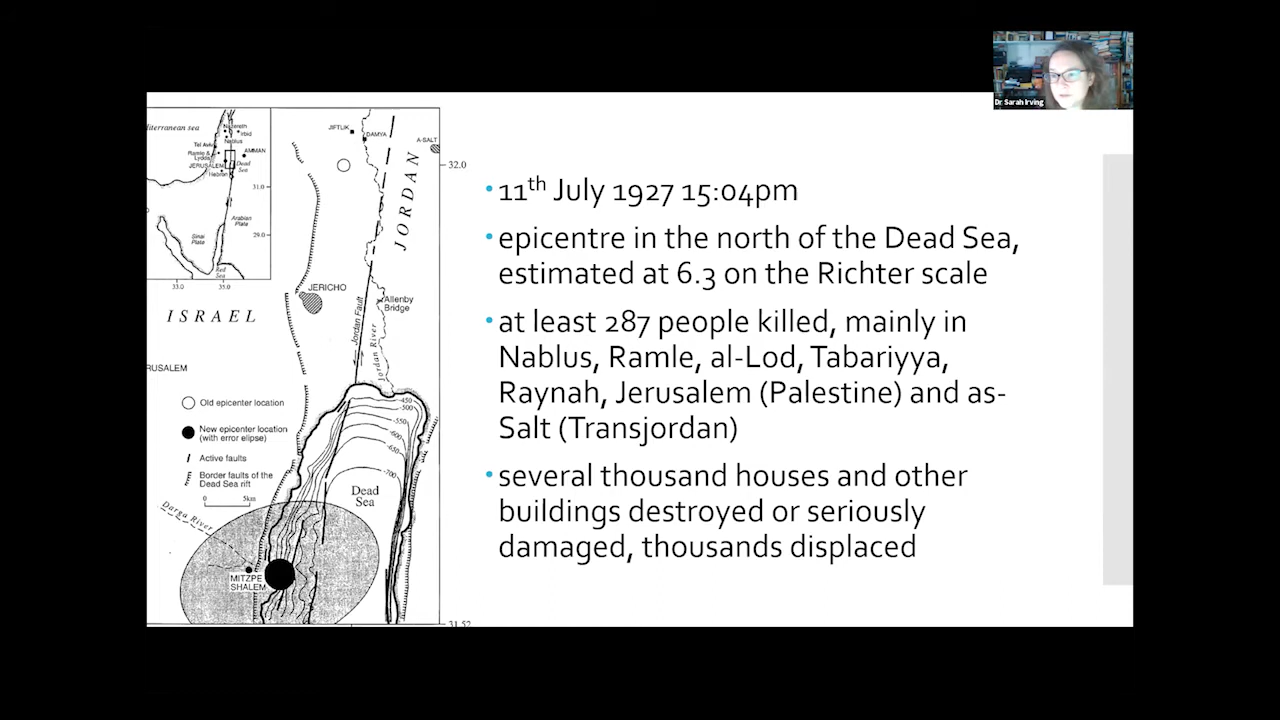 Dr. Sarah Irving
11th July 1927 15:04pm
epicentre in the north of the Dead Sea,
estimated at 6.3 on the Richter scale
at least 287 people killed, mainly in
Nablus, Ramle, al-Lod, Tabariyya,
Raynah, Jerusalem (Palestine) and as-
Salt (Transjordan)
several thousand houses and other
buildings destroyed or seriously
damaged, thousands displaced
iterranean sea
Nazereth
Irbid
Nablus
Tel Aviv
Ramle &
Lydda
AMMAN
JERUSALEM
Dead
Sea
Hebron
31.0
Arabian
Plate
29.0
Sinai
Plate
Red
Sea
33.0
35.0
JIFTLIK
DAMYA
A-SALT
32.0
JORDAN
JERICHO
Allenby
Bridge
ISRAEL
Jordan Fault
Jordan River
RUSALEM
Old epicenter location
New epicenter location
(with error elipse)
Active faults
Border faults of the
Dead Sea rift
0 5km
-450
-500
-550
-600
-650
-700
Dead
Sea
Darga River
MITZPE
SHALEM
31.52